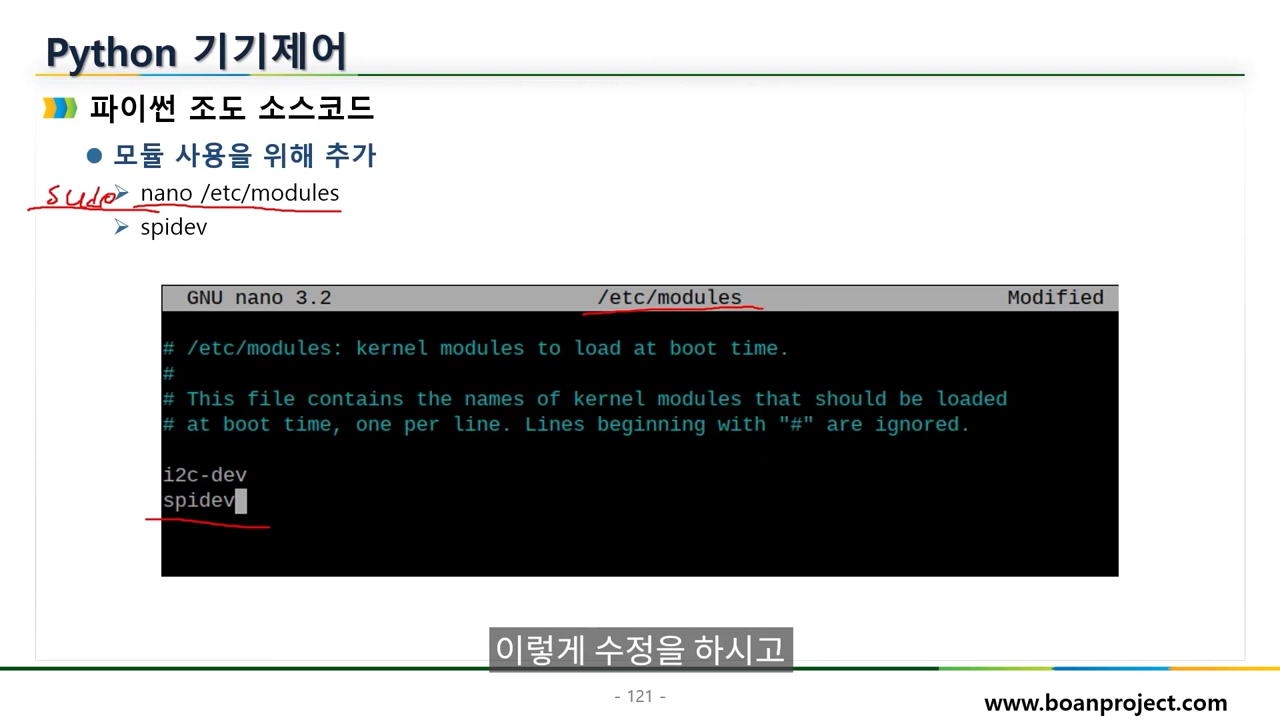 Python 기기제어
파이썬 조도 소스코드
모듈 사용을 위해 추가
sudo nano /etc/modules
spidev
GNU nano 3.2 /etc/modules Modified
# /etc/modules: kernel modules to load at boot time.
#
# This file contains the names of kernel modules that should be loaded
# at boot time, one per line. Lines beginning with "#" are ignored.
i2c-dev
spidev
이렇게 수정을 하시고
- 121 -
www.boanproject.com